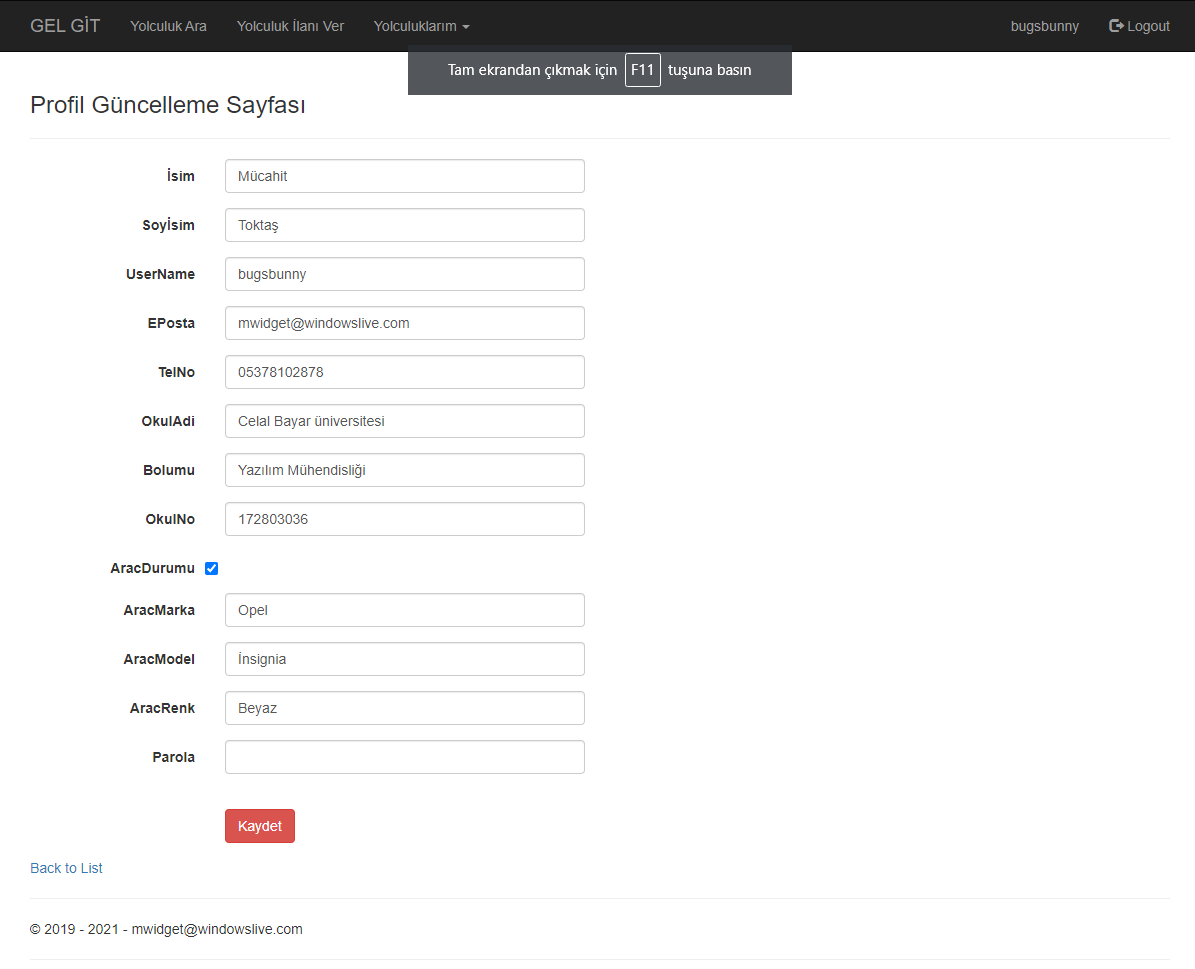 GEL GİT Yolculuk Ara Yolculuk İlanı Ver Yolculuklarım bugsbunny Logout
Tam ekrandan çıkmak için F11 tuşuna basın
Profil Güncelleme Sayfası
İsim Mücahit
Soyİsim Toktaş
UserName bugsbunny
EPosta mwidget@windowslive.com
TelNo 05378102878
OkulAdi Celal Bayar üniversitesi
Bolumu Yazılım Mühendisliği
OkulNo 172803036
AracDurumu
AracMarka Opel
AracModel İnsignia
AracRenk Beyaz
Parola
Kaydet
Back to List
© 2019 - 2021 - mwidget@windowslive.com